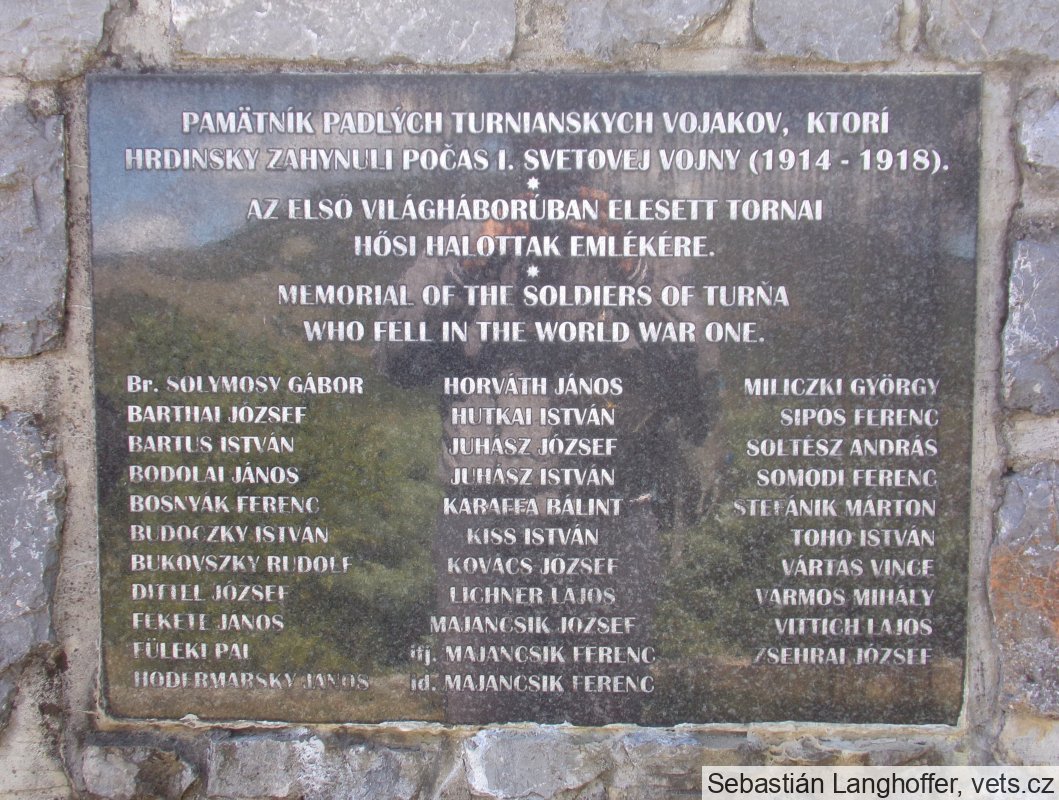 PAMÄTNÍK PADLÝCH TURNIANSKYCH VOJAKOV, KTORÍ
HRDINSKY ZAHYNULI POČAS I. SVETOVEJ VOJNY (1914 - 1918).
AZ ELSŐ VILÁGHÁBORÚBAN ELESETT TORNAI
HŐSI HALOTTAK EMLÉKÉRE.
MEMORIAL OF THE SOLDIERS OF TURŇA
WHO FELL IN THE WORLD WAR ONE.
Br. SOLYMOSY GÁBOR
BARTHAI JÓZSEF
BARTUS ISTVÁN
BODOLAI JÁNOS
BOSNYÁK FERENC
BUDOCZKY ISTVÁN
BUKOVSZKY RUDOLF
DITTEL JÓZSEF
FEKETE JÁNOS
FÜLEKI PÁL
HODERMARSKY JÁNOS
HORVÁTH JÁNOS
HUTKAI ISTVÁN
JUHÁSZ JÓZSEF
JUHÁSZ ISTVÁN
KARAFFA BÁLINT
KISS ISTVÁN
KOVÁCS JÓZSEF
LICHNER LAJOS
MAJANCSIK JÓZSEF
ifj. MAJANCSIK FERENC
id. MAJANCSIK FERENC
MILICZKI GYÖRGY
SIPOS FERENC
SOLTÉSZ ANDRÁS
SOMODI FERENC
STEFÁNIK MÁRTON
TOHO ISTVÁN
VÁRTÁS VINCE
VÁRMOS MIHÁLY
VITTICH LAJOS
ZSEHRAI JÓZSEF
Sebastián Langhoffer, vets.cz